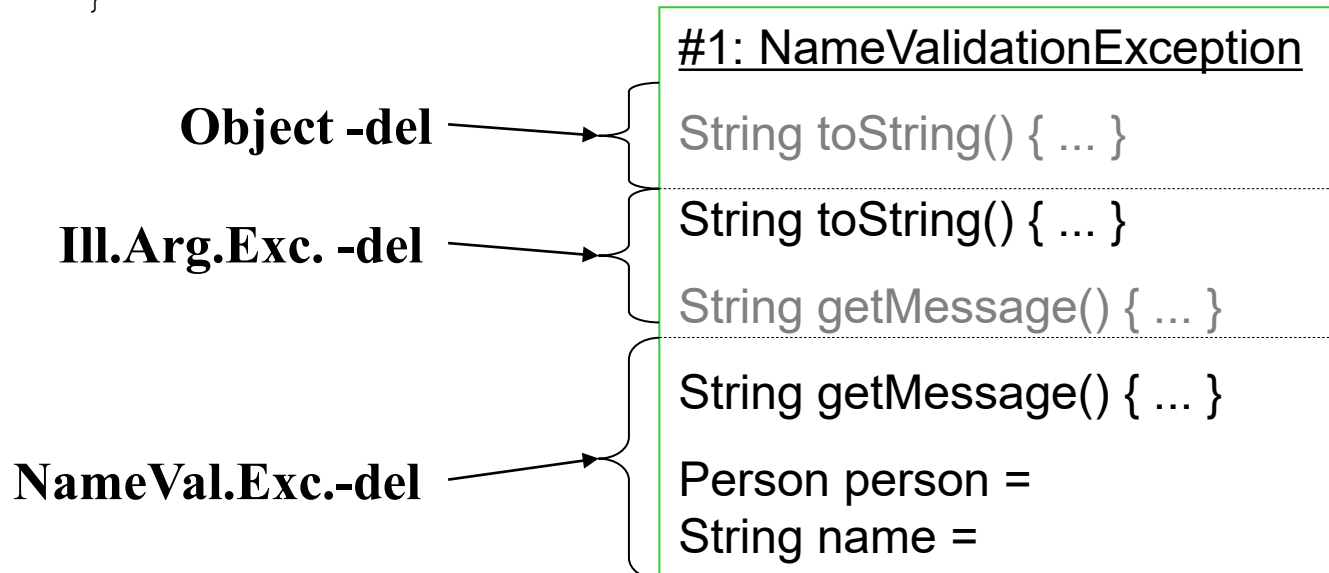 }
#1: NameValidationException
Object -del
String toString() { ... }
String toString() { ... }
Ill.Arg.Exc. -del
String getMessage() { ... }
String getMessage() { ... }
NameVal.Exc.-del
Person person =
String name =